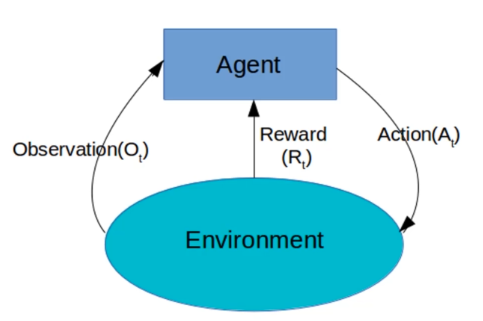 Agent
Observation(Oₜ)
Reward
(Rₜ)
Action(Aₜ)
Environment